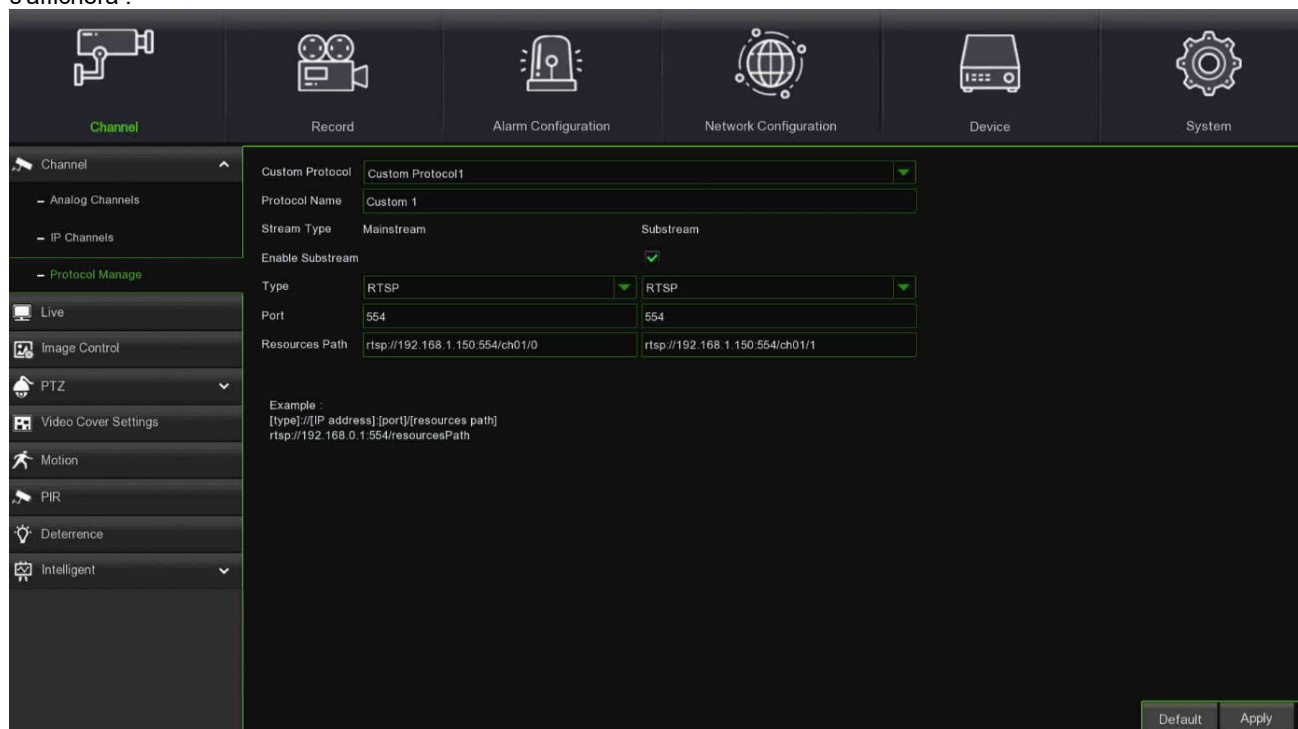 s'affichera :
Channel
Record
Alarm Configuration
Network Configuration
Device
System
Channel
Analog Channels
IP Channels
Protocol Manage
Live
Image Control
PTZ
Video Cover Settings
Motion
PIR
Deterrence
Intelligent
Custom Protocol Custom Protocol1
Protocol Name Custom 1
Stream Type Mainstream Substream
Enable Substream
Type RTSP RTSP
Port 554 554
Resources Path rtsp://192.168.1.150:554/ch01/0 rtsp://192.168.1.150:554/ch01/1
Example :
[type]://[IP address]:[port]/[resources path]
rtsp://192.168.0.1:554/resourcesPath
Default Apply